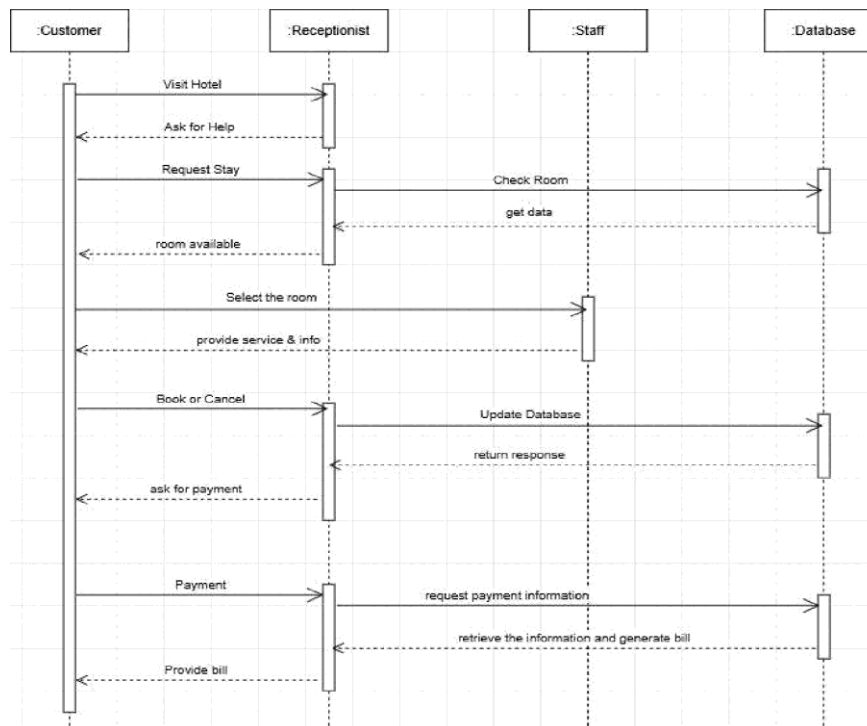 :Customer
:Receptionist
:Staff
:Database
Visit Hotel
Ask for Help
Request Stay
Check Room
get data
room available
Select the room
provide service & info
Book or Cancel
Update Database
return response
ask for payment
Payment
request payment information
retrieve the information and generate bill
Provide bill